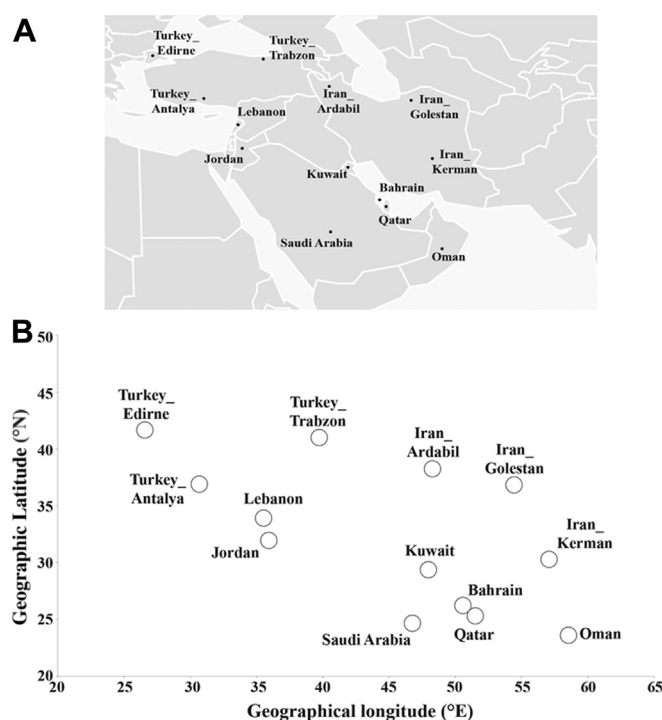 A
Turkey_
Edirne
Turkey_
Trabzon
Turkey_
Antalya
Lebanon
Iran_
Ardabil
Iran_
Golestan
Jordan
Kuwait
Iran_
Kerman
Bahrain
Qatar
Saudi Arabia
Oman
B
Geographic Latitude (°N)
50
45
40
35
30
25
20
Turkey_
Edirne
Turkey_
Trabzon
Iran_
Ardabil
Iran_
Golestan
Turkey_
Antalya
Lebanon
Jordan
Iran_
Kerman
Kuwait
Bahrain
Saudi Arabia
Qatar
Oman
20 25 30 35 40 45 50 55 60 65
Geographical longitude (°E)